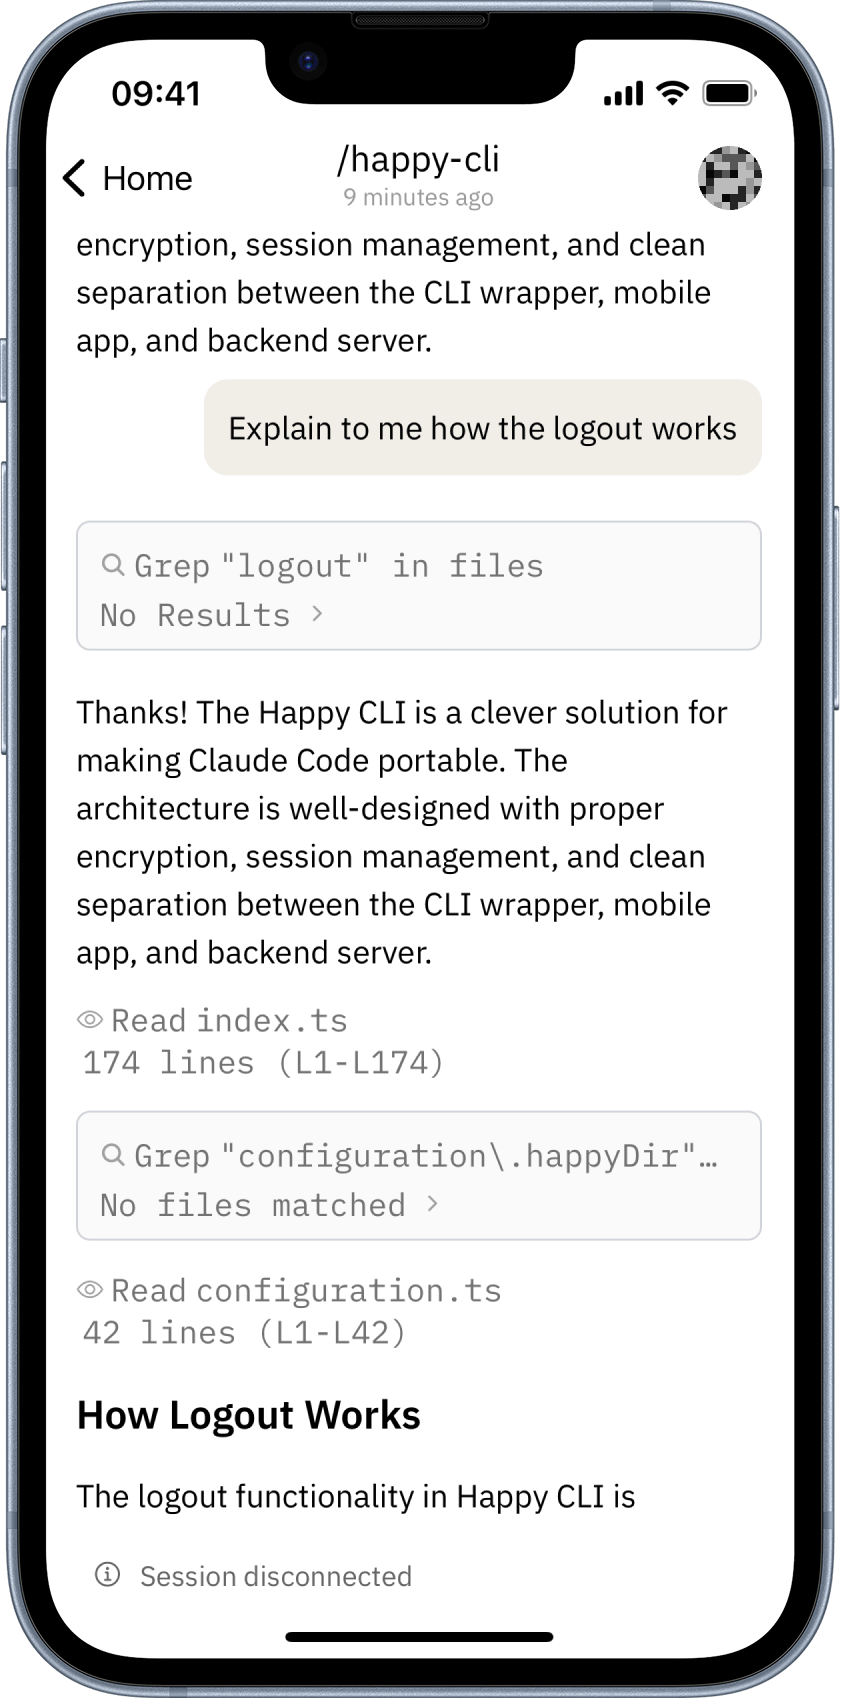 09:41
Home
/happy-cli
9 minutes ago
encryption, session management, and clean
separation between the CLI wrapper, mobile
app, and backend server.
Explain to me how the logout works
Grep "logout" in files
No Results >
Thanks! The Happy CLI is a clever solution for
making Claude Code portable. The
architecture is well-designed with proper
encryption, session management, and clean
separation between the CLI wrapper, mobile
app, and backend server.
Read index.ts
174 lines (L1-L174)
Grep "configuration\.happyDir"…
No files matched >
Read configuration.ts
42 lines (L1-L42)
How Logout Works
The logout functionality in Happy CLI is
Session disconnected